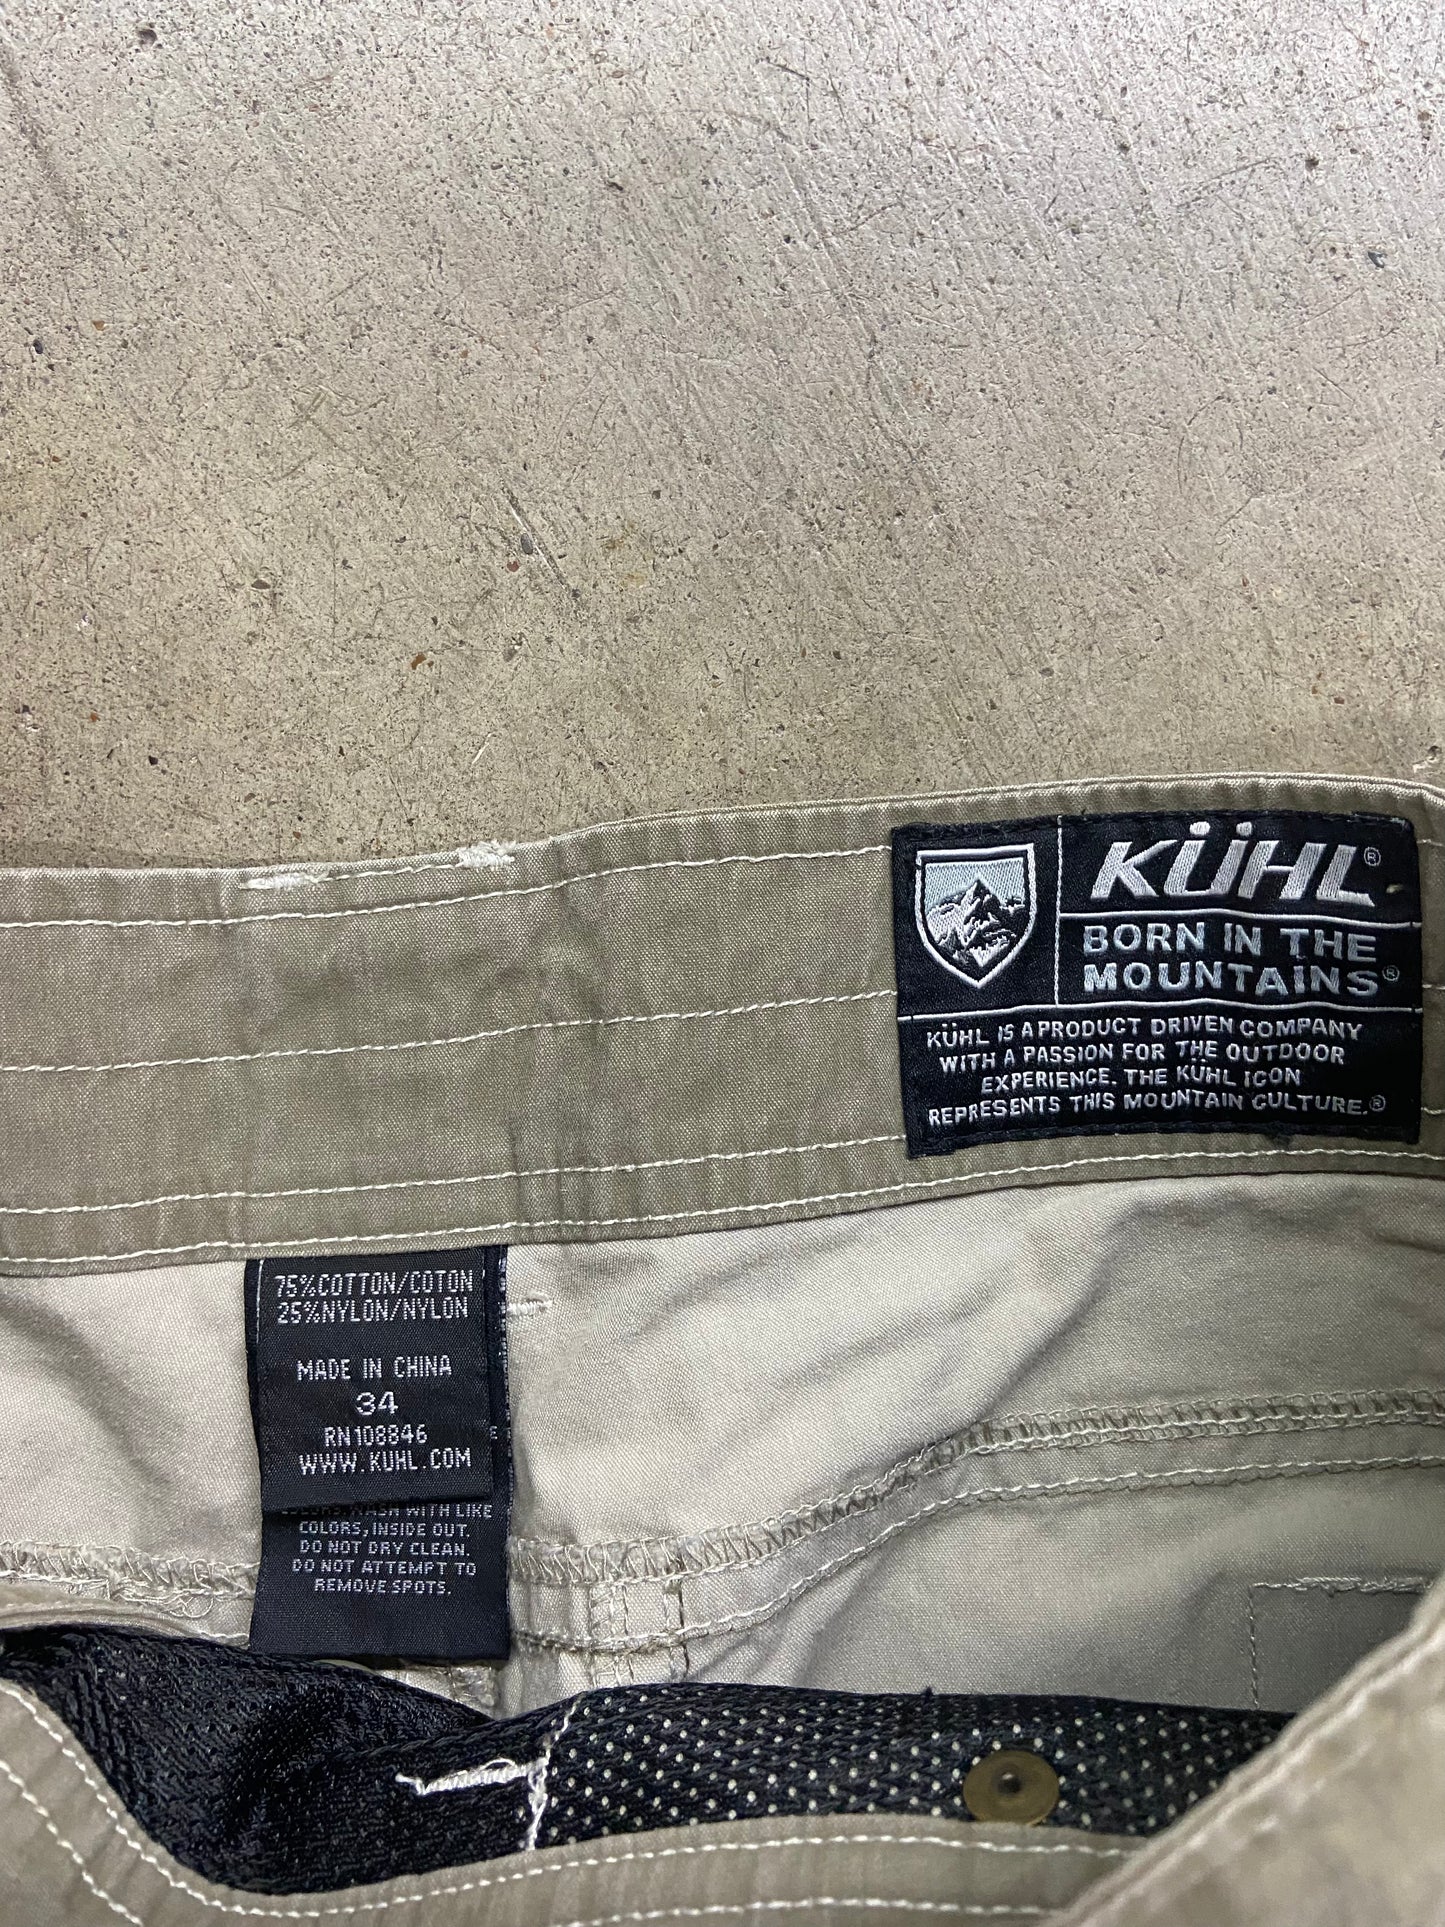 KÜHL®
BORN IN THE
MOUNTAINS®
KÜHL IS A PRODUCT DRIVEN COMPANY
WITH A PASSION FOR THE OUTDOOR
EXPERIENCE. THE KÜHL ICON
REPRESENTS THIS MOUNTAIN CULTURE.®
75%COTTON/COTON
25%NYLON/NYLON
MADE IN CHINA
34
RN108846
WWW.KUHL.COM
COLORS, WASH WITH LIKE
COLORS, INSIDE OUT.
DO NOT DRY CLEAN.
DO NOT ATTEMPT TO
REMOVE SPOTS.